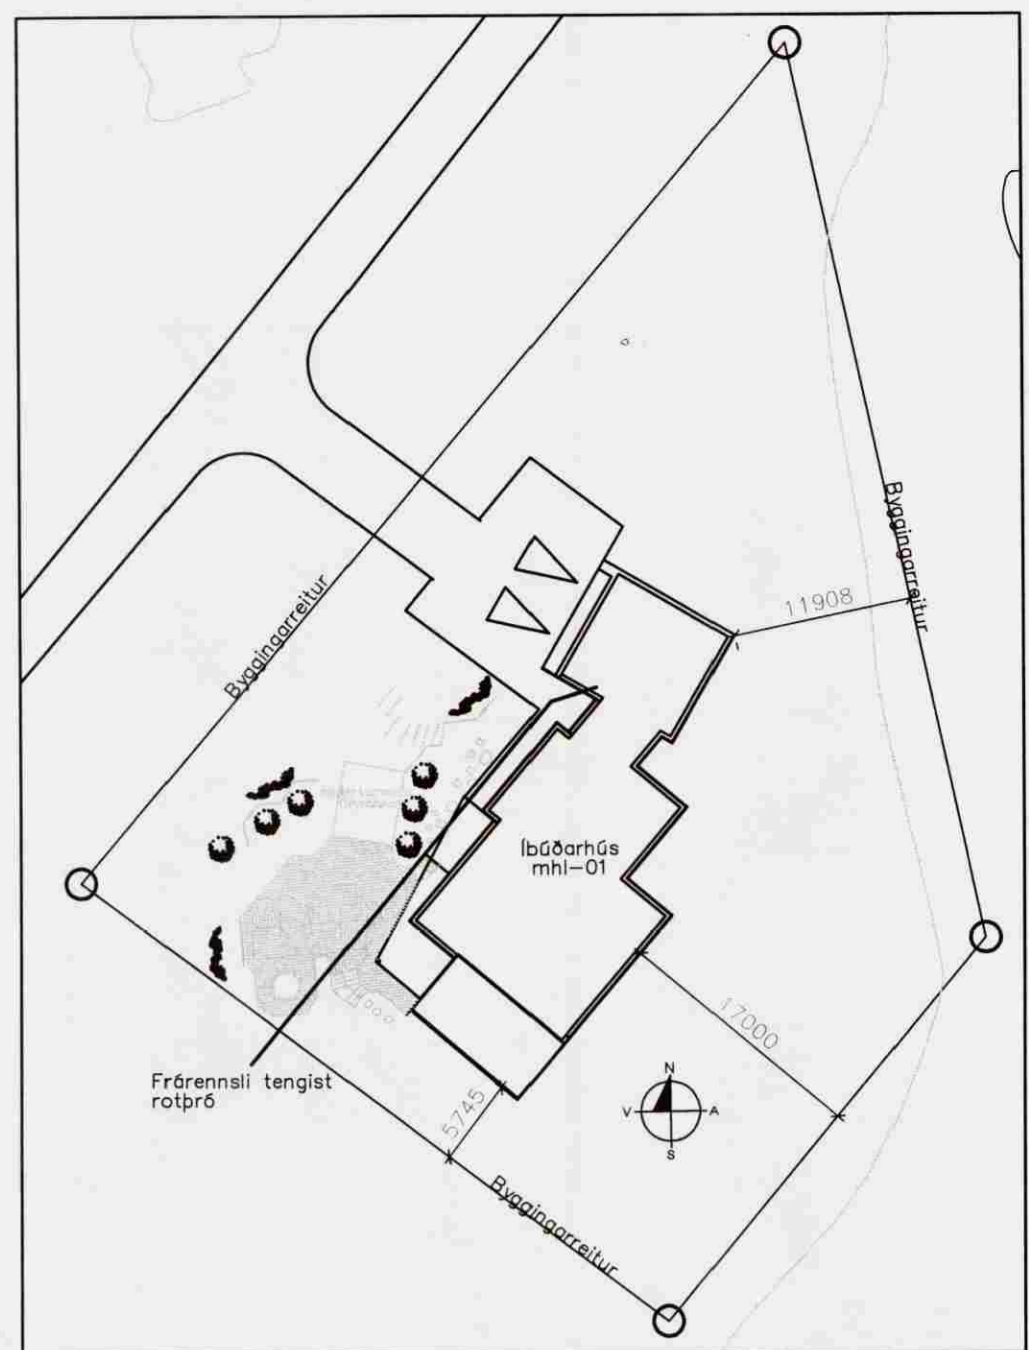 Byggingarreitur
11908
Byggingarreitur
Íbúðarhús
mhl-01
17000
Frárennsli tengist
rotþró
5745
N
V
A
S
Byggingarreitur